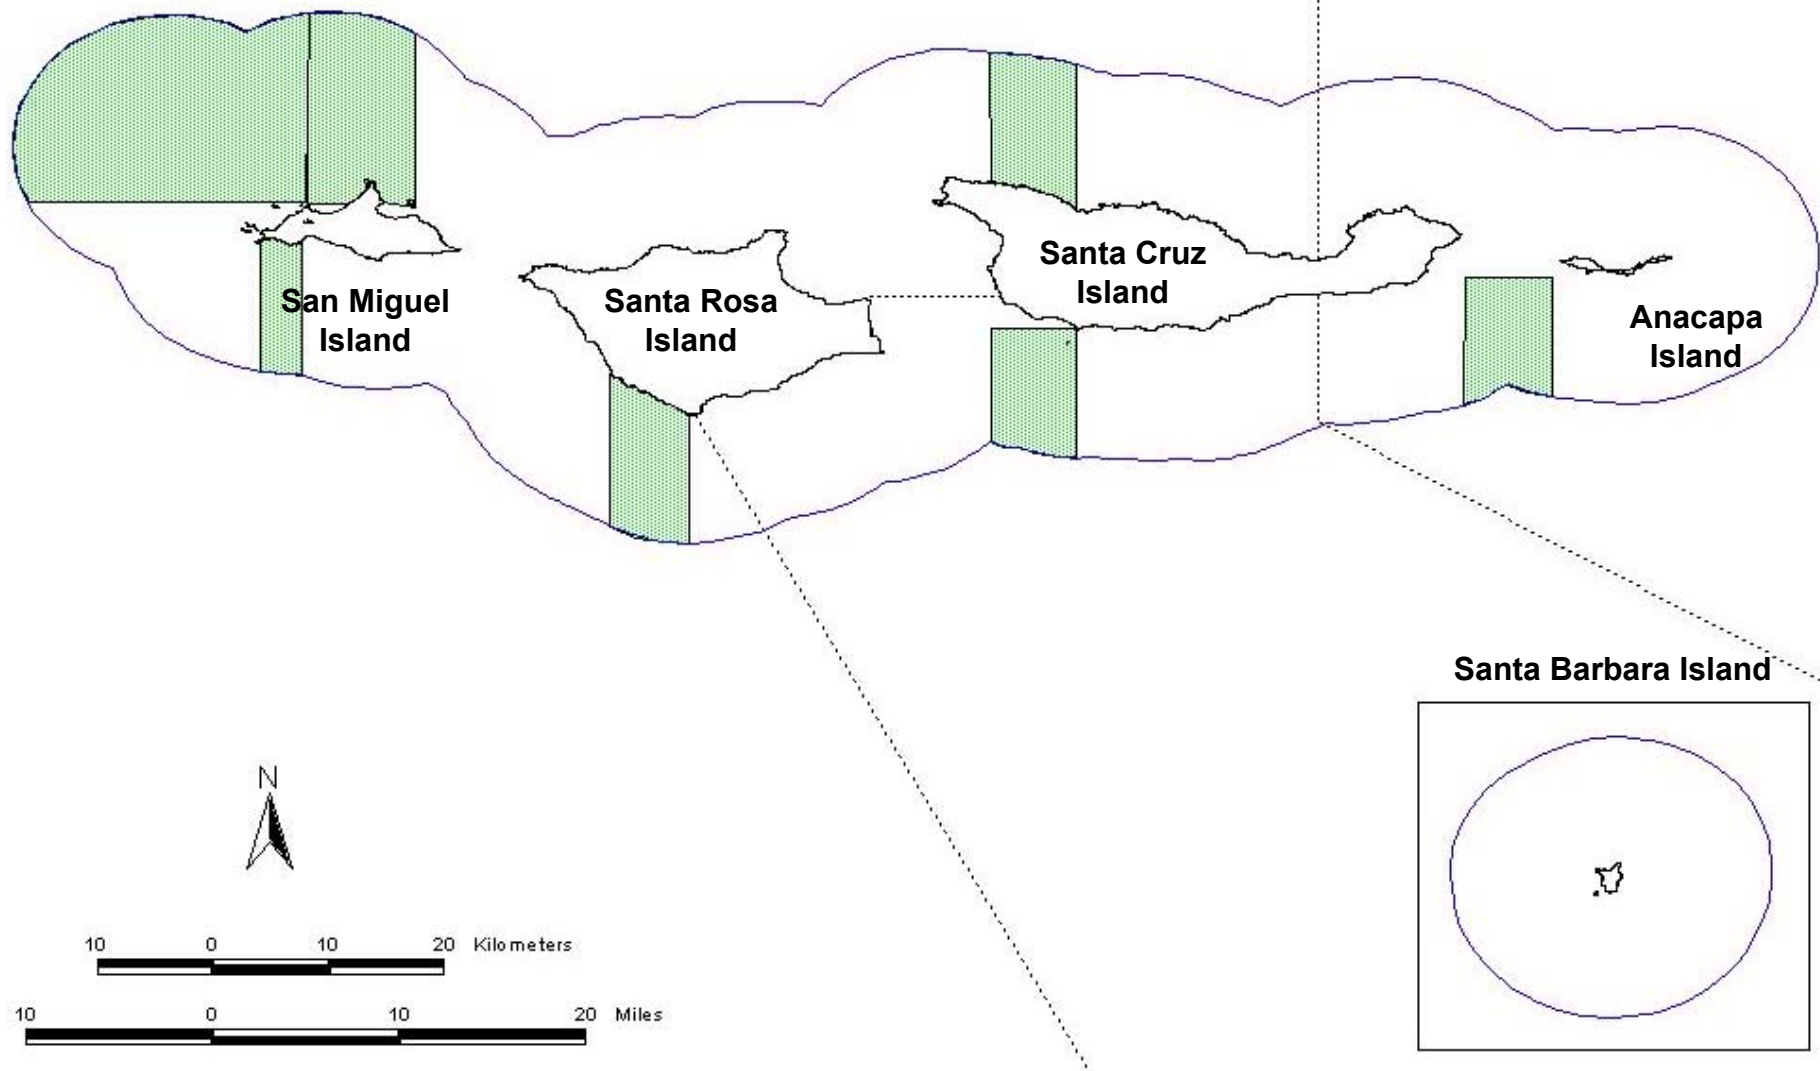 Santa Cruz
Island
San Miguel
Island
Santa Rosa
Island
Anacapa
Island
Santa Barbara Island
N
10 0 10 20 Kilometers
10 0 10 20 Miles